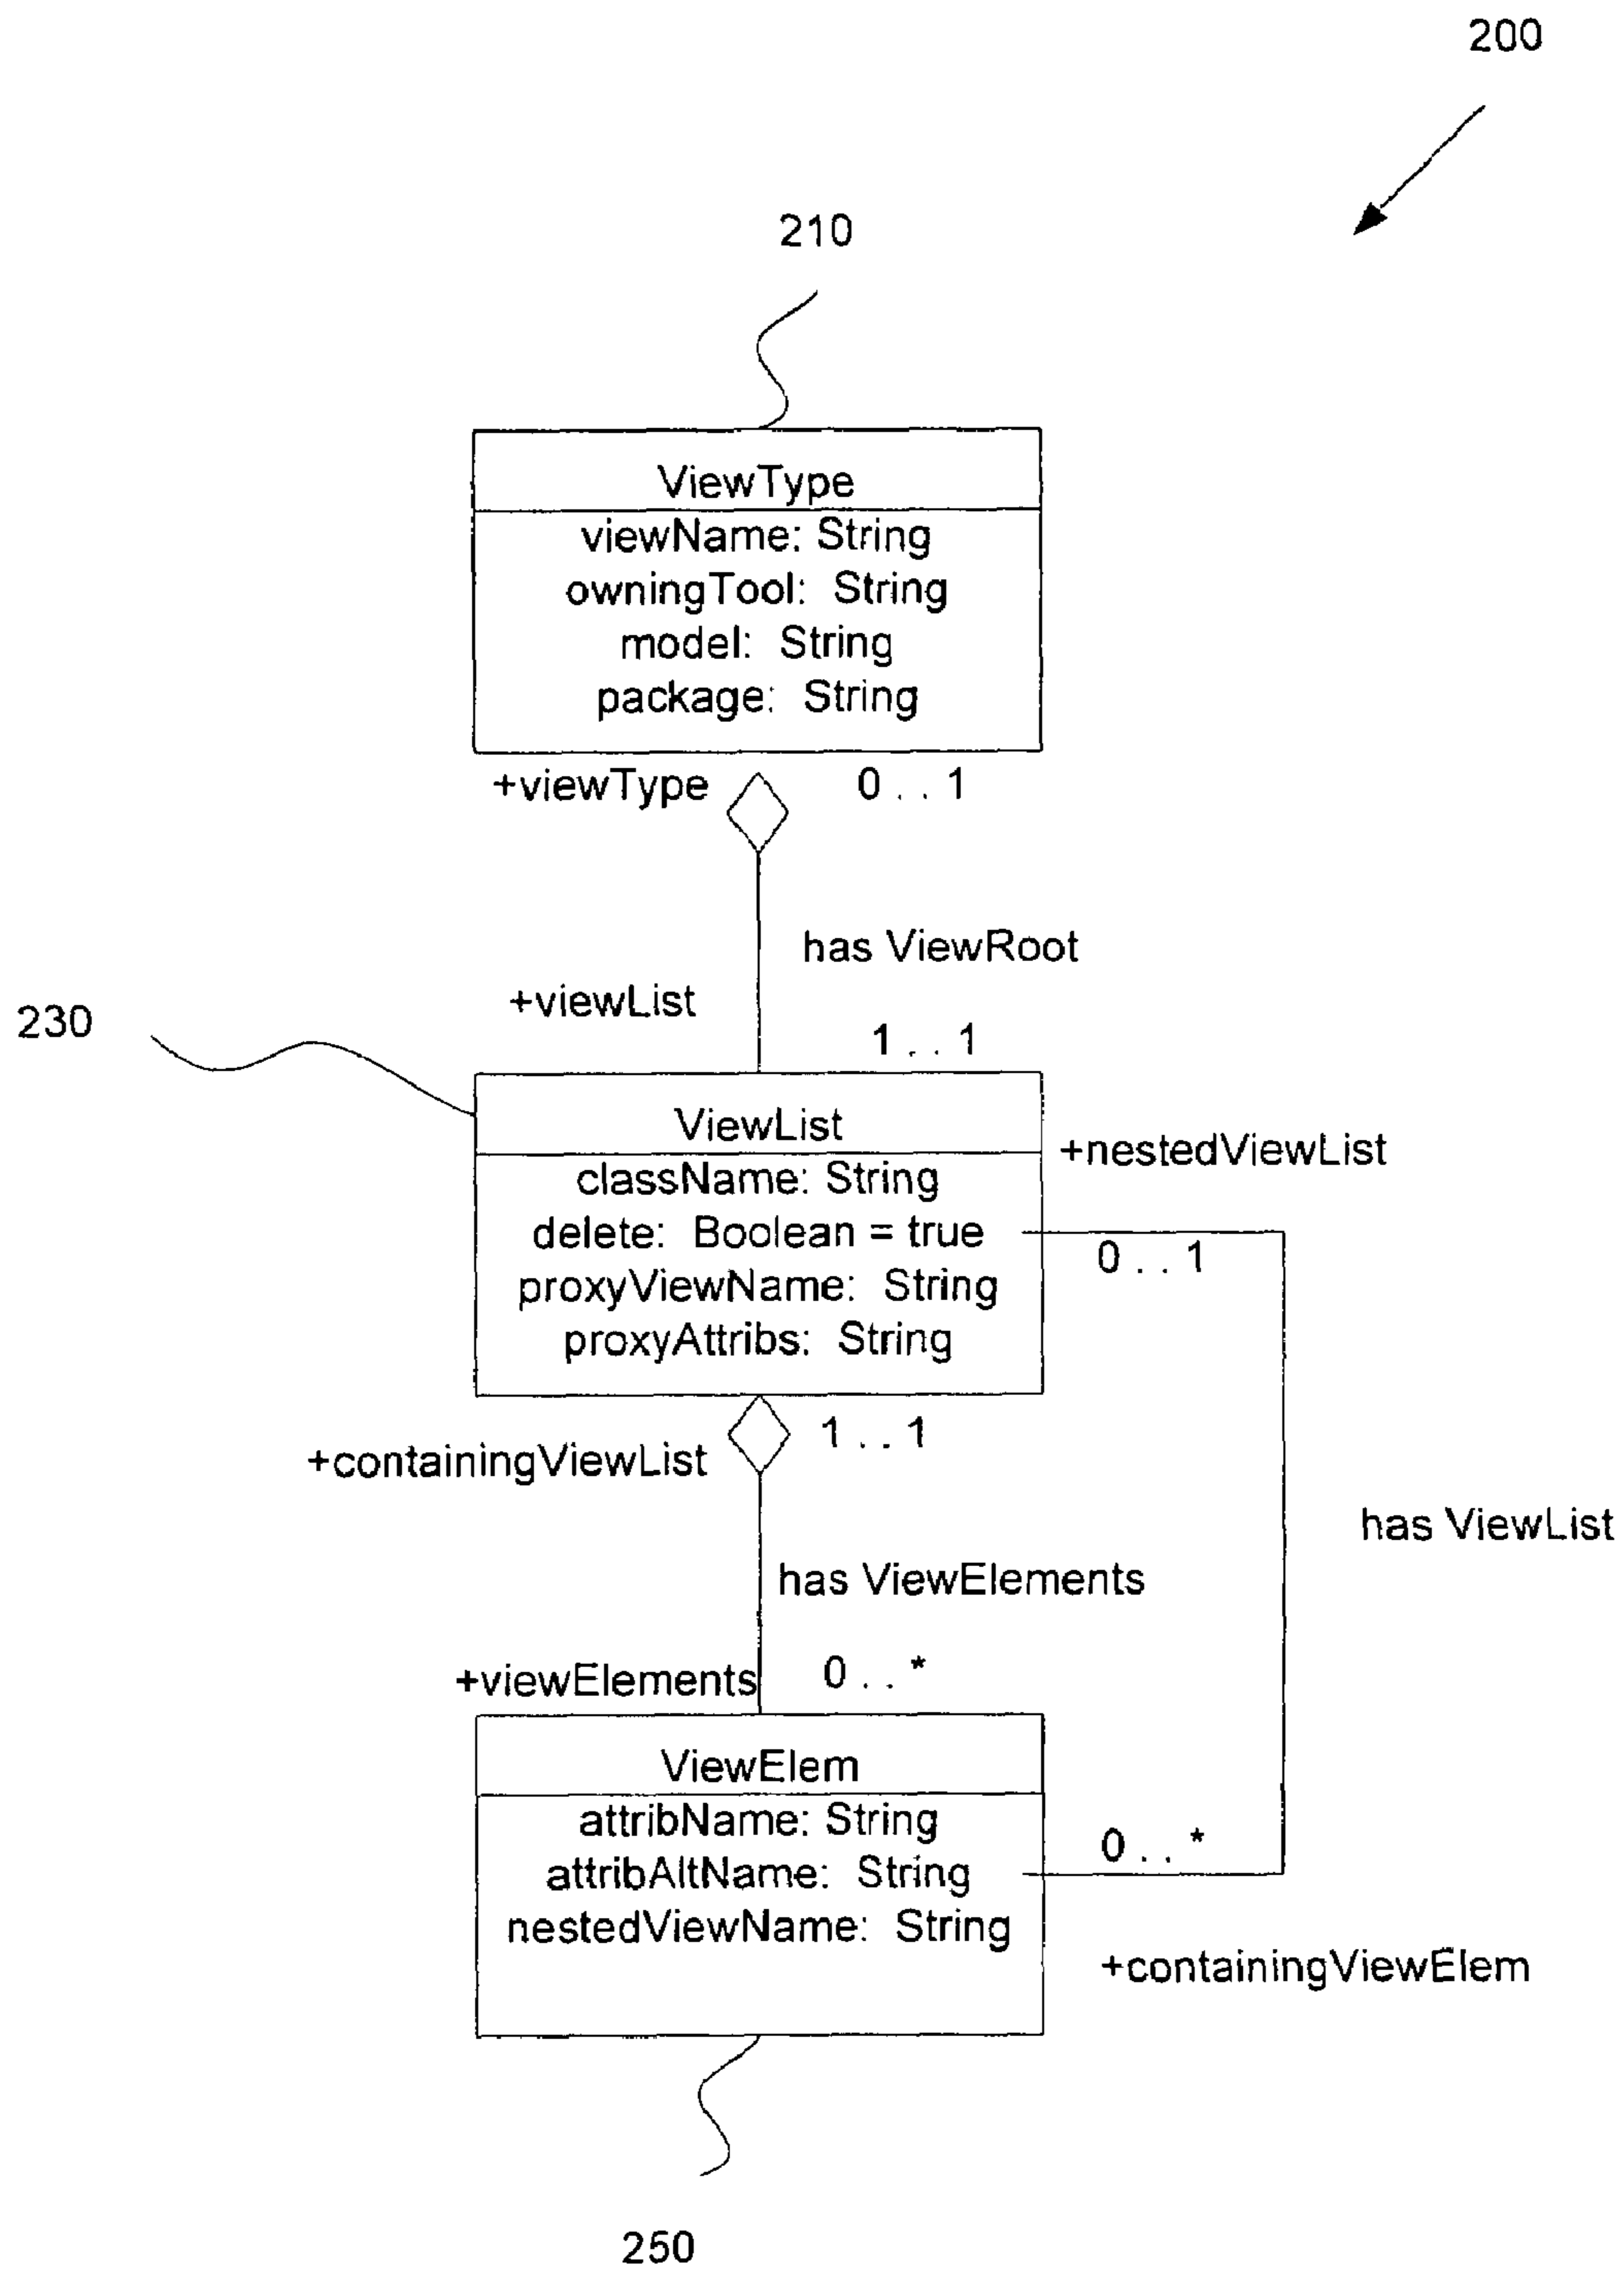 200
210
ViewType
viewName: String
owningTool: String
model: String
package: String
+viewType
0 . . 1
has ViewRoot
+viewList
1 . . 1
230
ViewList
className: String
delete: Boolean = true
proxyViewName: String
proxyAttribs: String
+nestedViewList
0 . . 1
+containingViewList
1 . . 1
has ViewList
has ViewElements
+viewElements
0 . . *
ViewElem
attribName: String
attribAltName: String
nestedViewName: String
0 . . *
+containingViewElem
250